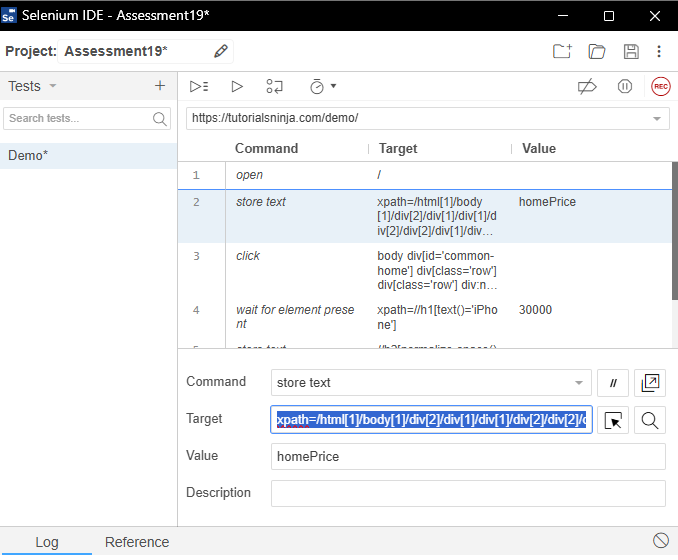 Selenium IDE - Assessment19*
Project: Assessment19*
Tests
REC
Search tests...
https://tutorialsninja.com/demo/
Demo*
Command Target Value
1 open /
2 store text xpath=/html[1]/body homePrice
[1]/div[2]/div[1]/div[1]/d
iv[2]/div[2]/div[1]/div…
3 click body div[id='common-
home'] div[class='row']
div[class='row'] div:n…
4 wait for element prese xpath=//h1[text()='iPho 30000
nt ne']
Command store text //
Target xpath=/html[1]/body[1]/div[2]/div[1]/div[1]/div[2]/div[2]/
Value homePrice
Description
Log Reference